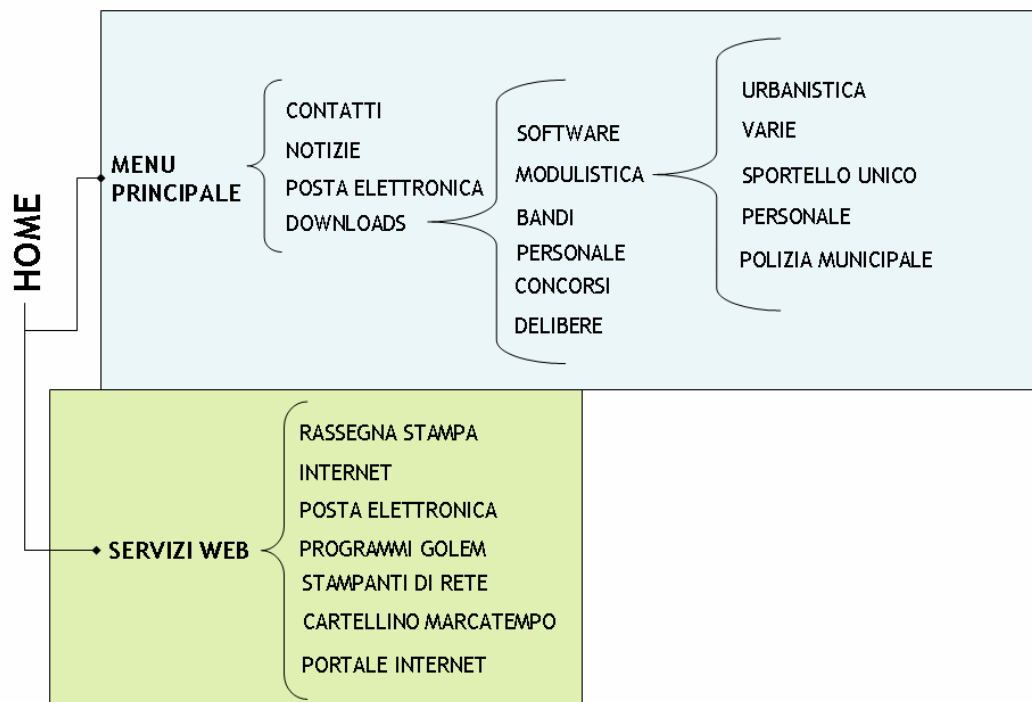 HOME
MENU
PRINCIPALE
CONTATTI
NOTIZIE
POSTA ELETTRONICA
DOWNLOADS
SOFTWARE
MODULISTICA
BANDI
PERSONALE
CONCORSI
DELIBERE
URBANISTICA
VARIE
SPORTELLO UNICO
PERSONALE
POLIZIA MUNICIPALE
SERVIZI WEB
RASSEGNA STAMPA
INTERNET
POSTA ELETTRONICA
PROGRAMMI GOLEM
STAMPANTI DI RETE
CARTELLINO MARCATEMPO
PORTALE INTERNET